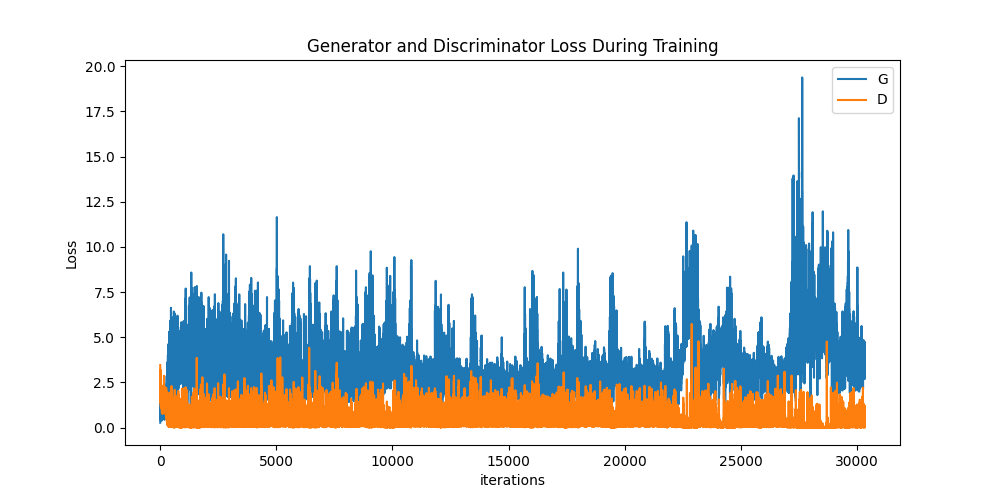 Generator and Discriminator Loss During Training
20.0
17.5
15.0
12.5
10.0
7.5
5.0
2.5
0.0
Loss
G
D
0 5000 10000 15000 20000 25000 30000
iterations